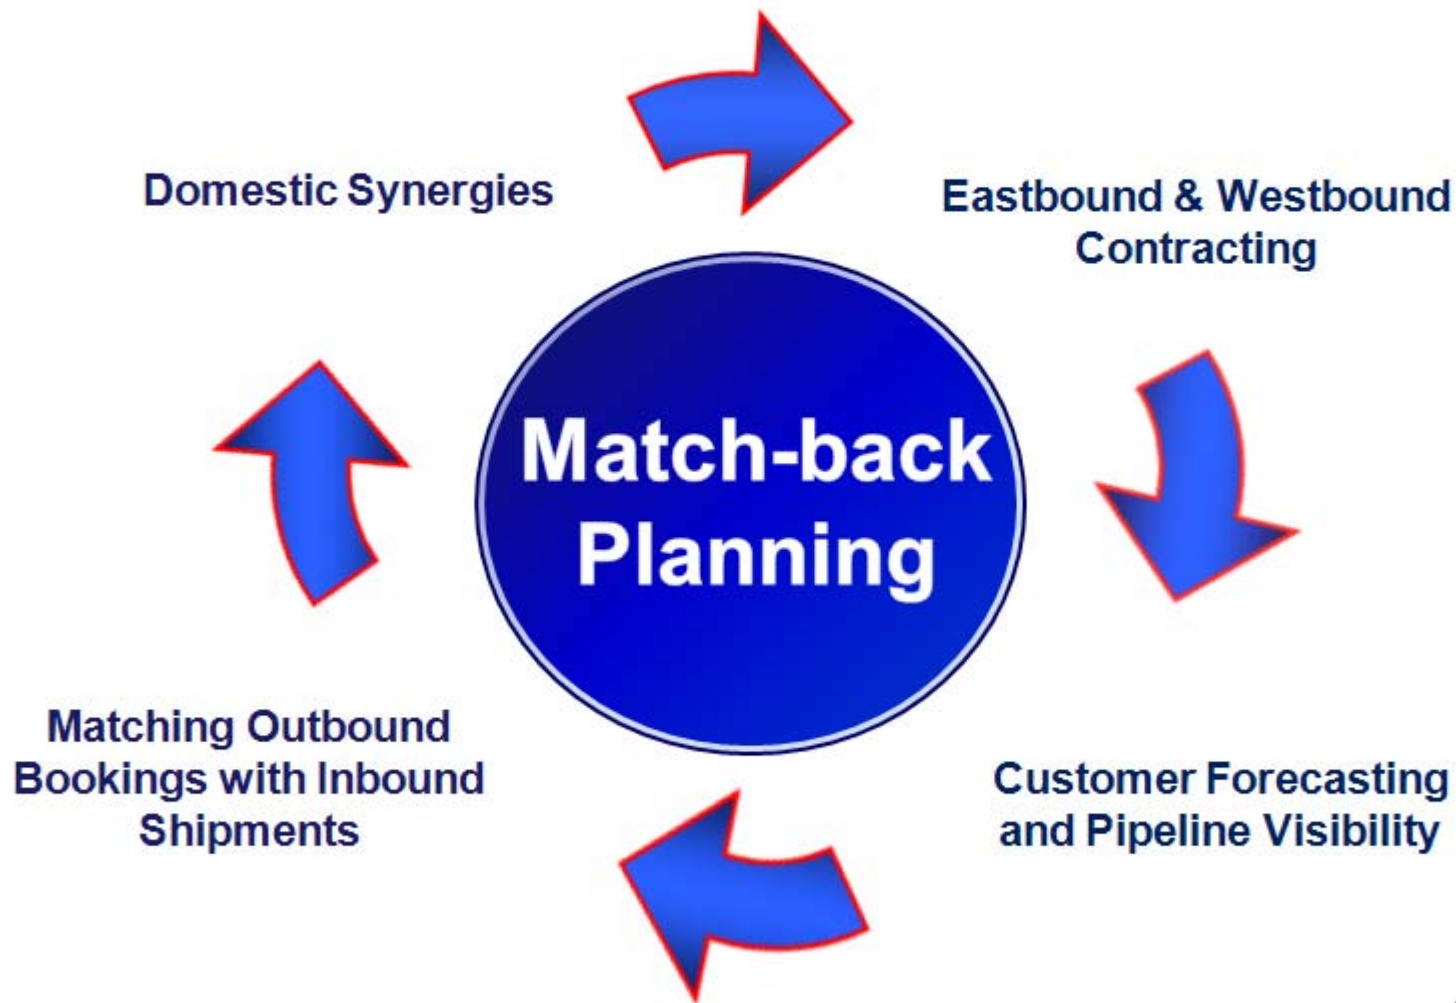 Domestic Synergies
Eastbound & Westbound
Contracting
Match-back
Planning
Matching Outbound
Bookings with Inbound
Shipments
Customer Forecasting
and Pipeline Visibility